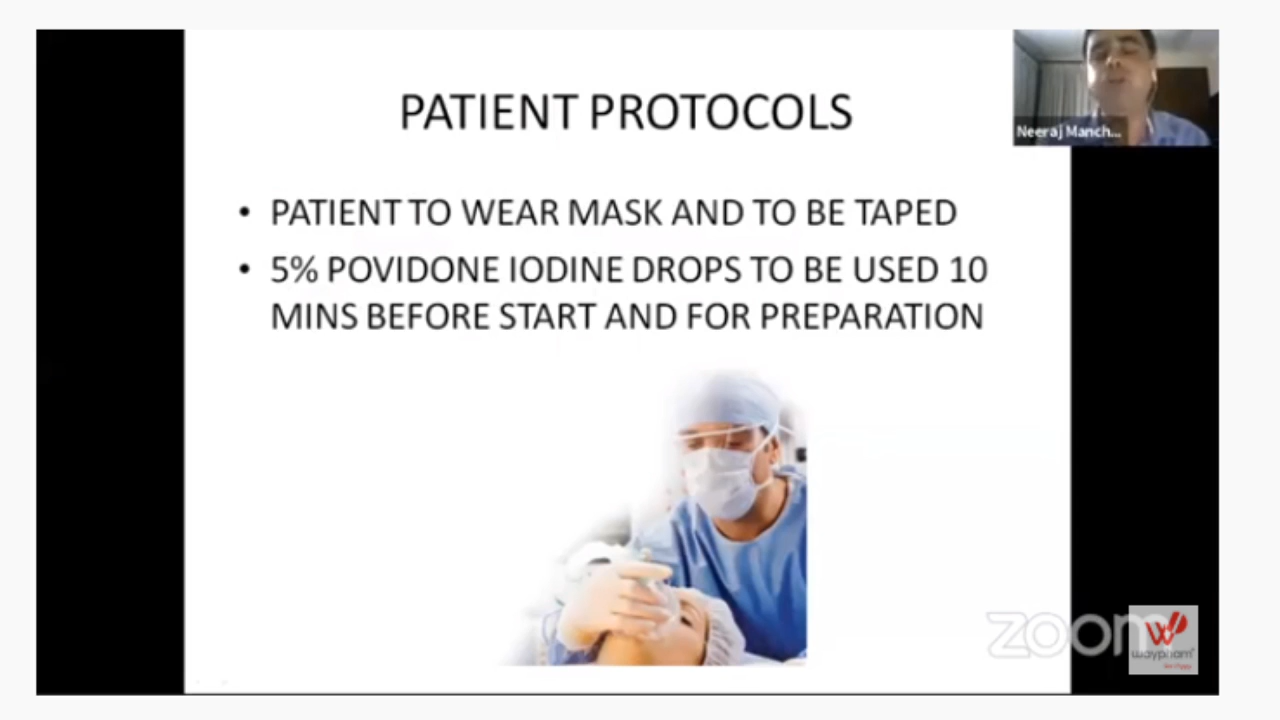 PATIENT PROTOCOLS
Neeraj Manch...
• PATIENT TO WEAR MASK AND TO BE TAPED
• 5% POVIDONE IODINE DROPS TO BE USED 10
MINS BEFORE START AND FOR PREPARATION
zoom